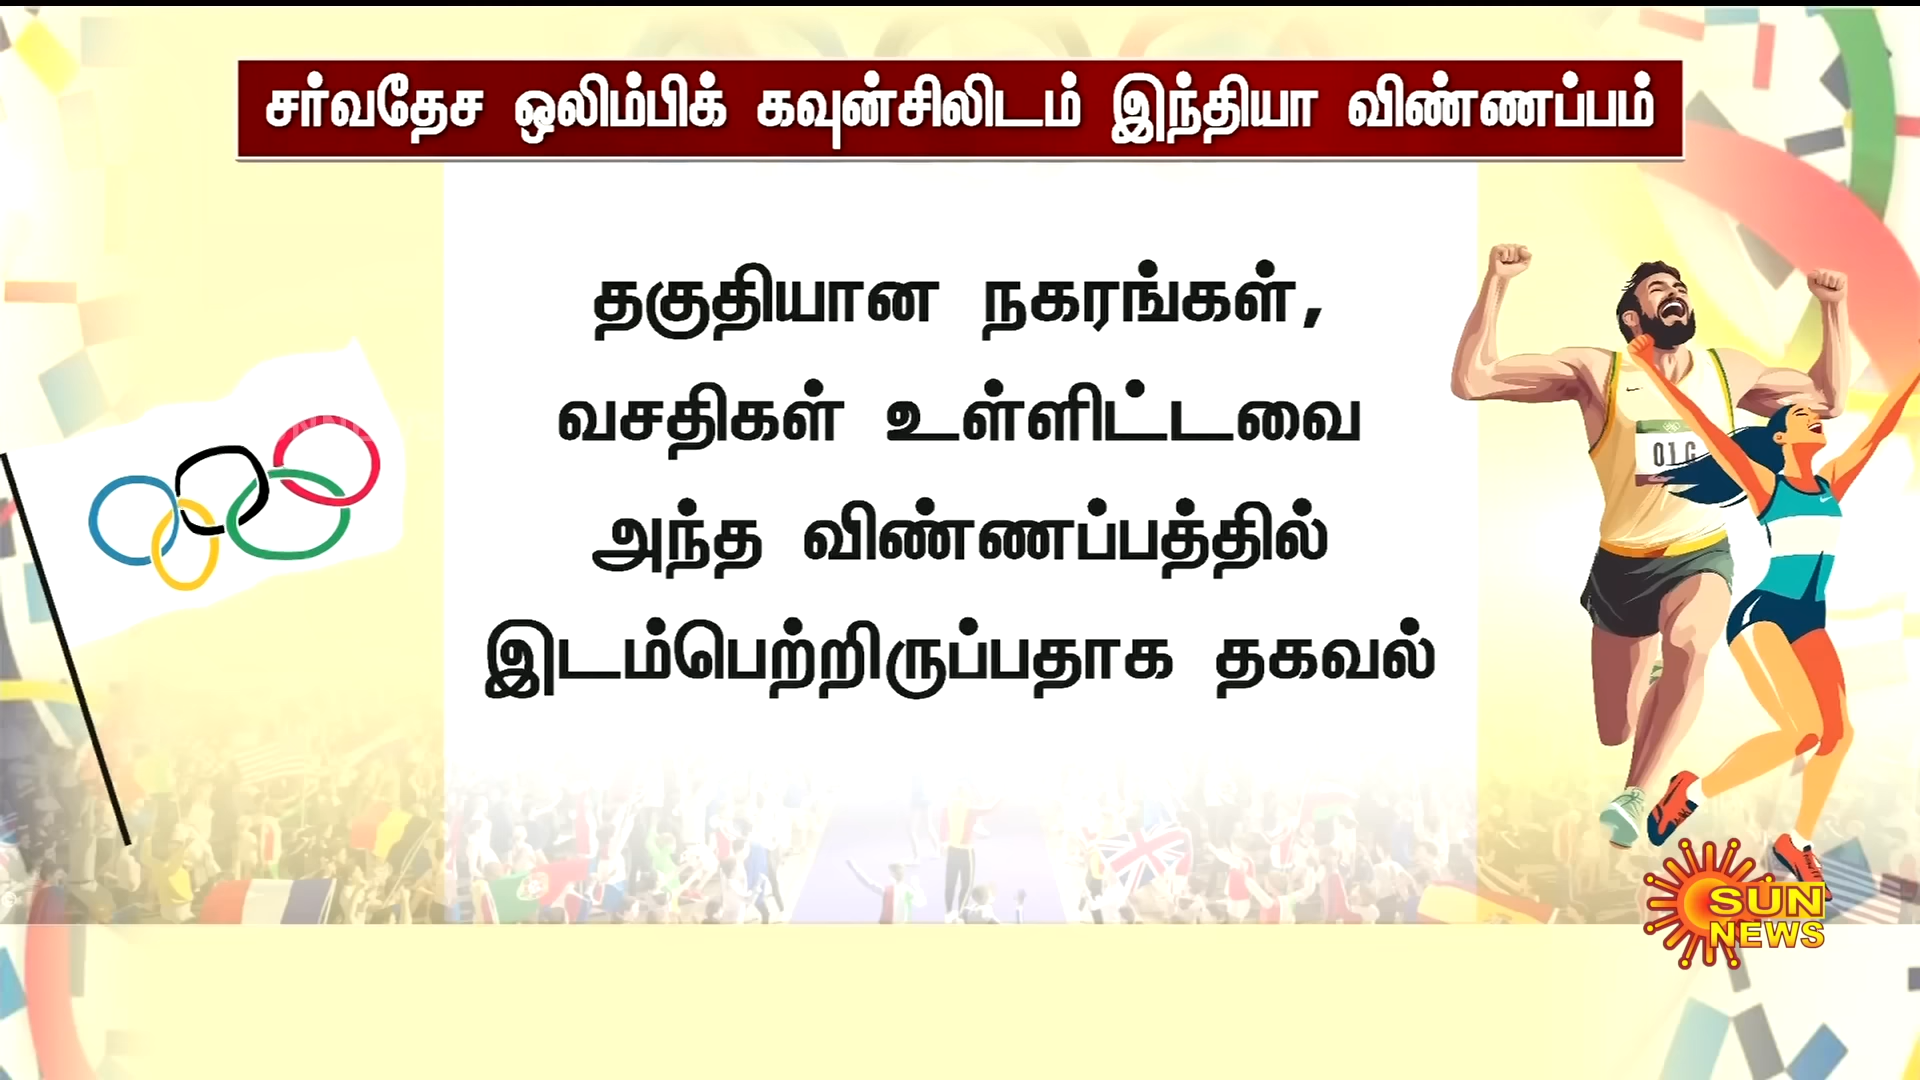 சர்வதேச ஒலிம்பிக் கவுன்சிலிடம் இந்தியா விண்ணப்பம்
தகுதியான நகரங்கள்,
வசதிகள் உள்ளிட்டவை
அந்த விண்ணப்பத்தில்
இடம்பெற்றிருப்பதாக தகவல்
01G
SUN
NEWS